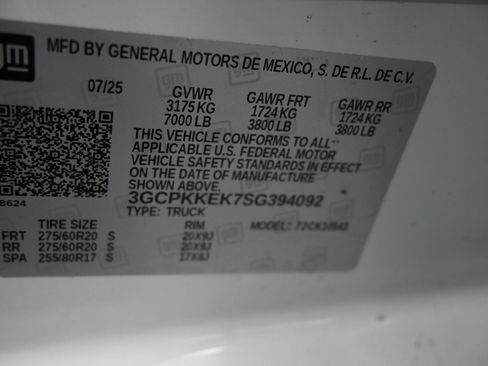 gm
MFD BY GENERAL MOTORS DE MEXICO, S. DE R.L. DE C.V.
07/25
GVWR GAWR FRT GAWR RR
3175 KG 1724 KG 1724 KG
7000 LB 3800 LB 3800 LB
THIS VEHICLE CONFORMS TO ALL
APPLICABLE U.S. FEDERAL MOTOR
VEHICLE SAFETY STANDARDS IN EFFECT
ON THE DATE OF MANUFACTURE
SHOWN ABOVE.
8624
3GCPKKEK7SG394092
TYPE: TRUCK MODEL:
TIRE SIZE RIM
FRT 275/60R20 S 20X9J
RR 275/60R20 S 20X9J
SPA 255/80R17 S 17X8J